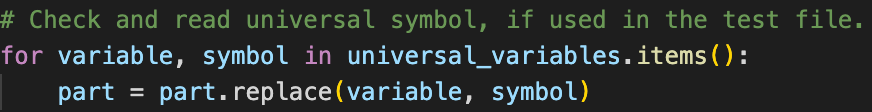 # Check and read universal symbol, if used in the test file.
for variable, symbol in universal_variables.items():
    part = part.replace(variable, symbol)